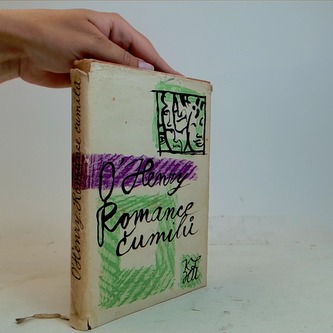 O'Henry
Romance
čumilů
O'Henry: Romance čumilů